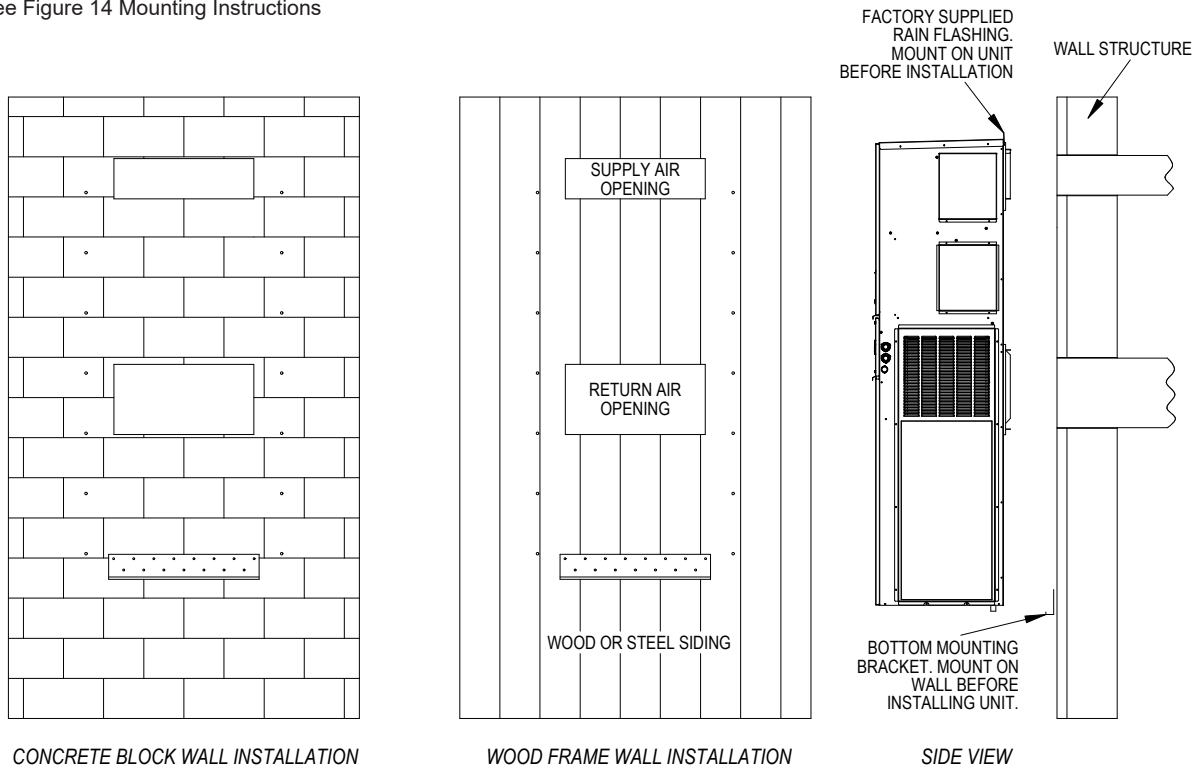 ee Figure 14 Mounting Instructions
FACTORY SUPPLIED
RAIN FLASHING.
MOUNT ON UNIT
BEFORE INSTALLATION
WALL STRUCTURE
SUPPLY AIR
OPENING
RETURN AIR
OPENING
WOOD OR STEEL SIDING
BOTTOM MOUNTING
BRACKET. MOUNT ON
WALL BEFORE
INSTALLING UNIT.
CONCRETE BLOCK WALL INSTALLATION
WOOD FRAME WALL INSTALLATION
SIDE VIEW